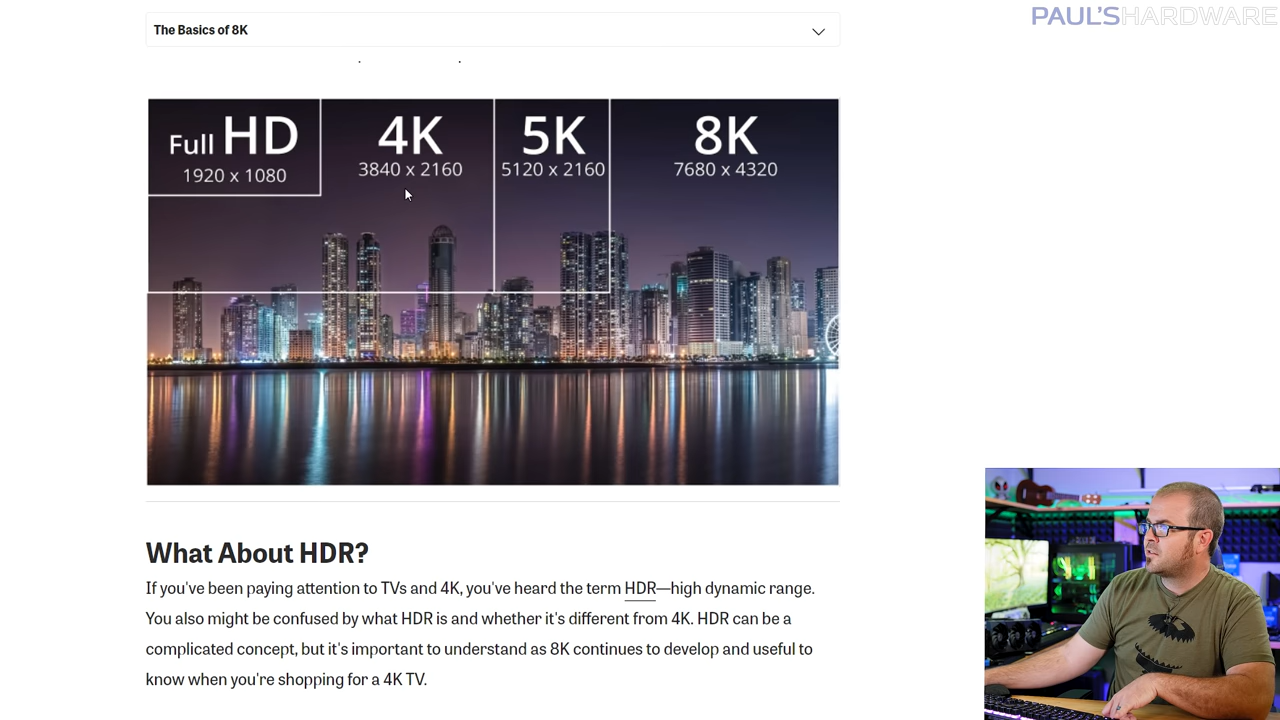 PAUL'SHARDWARE
The Basics of 8K
Full HD
1920 x 1080
4K
3840 x 2160
5K
5120 x 2160
8K
7680 x 4320
What About HDR?
If you've been paying attention to TVs and 4K, you've heard the term HDR—high dynamic range.
You also might be confused by what HDR is and whether it's different from 4K. HDR can be a
complicated concept, but it's important to understand as 8K continues to develop and useful to
know when you're shopping for a 4K TV.